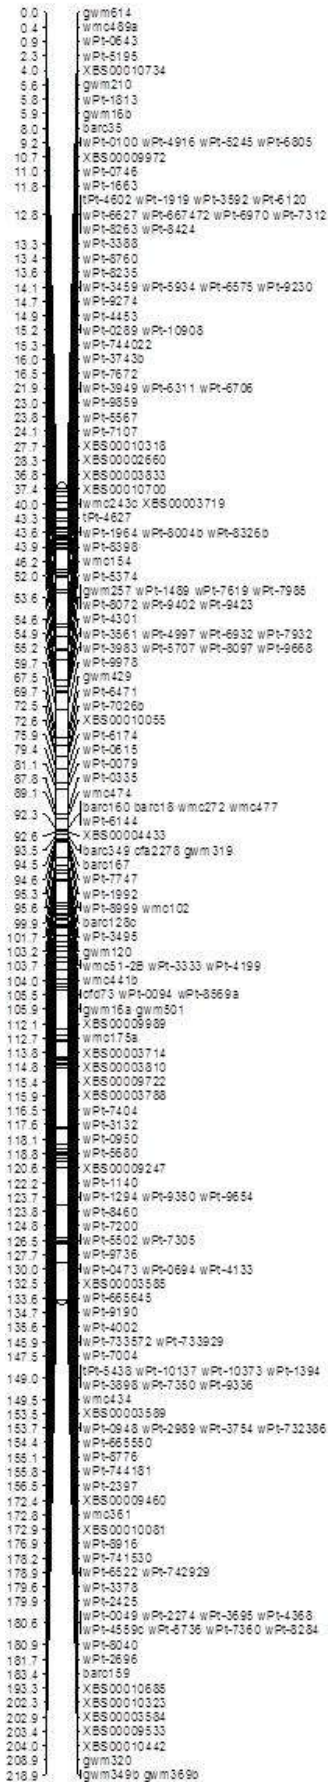 0.0 gwm614
0.4 wmc489a
0.9 wPt-0643
2.3 wPt-5195
4.0 XBS00010734
5.6 gwm210
5.8 wPt-1813
5.9 gwm16b
8.0 barc35
9.2 wPt-0100 wPt-4916 wPt-5245 wPt-6805
10.7 XBS00009972
11.0 wPt-0746
11.8 wPt-1663
tPt-4602 wPt-1919 wPt-3592 wPt-6120
12.8 wPt-6627 wPt-667472 wPt-6970 wPt-7312
wPt-8263 wPt-8424
13.3 wPt-3388
13.4 wPt-8760
13.6 wPt-8235
14.1 wPt-3459 wPt-5934 wPt-6575 wPt-9230
14.7 wPt-9274
14.9 wPt-4453
15.2 wPt-0289 wPt-10908
15.3 wPt-744022
16.0 wPt-3743b
16.5 wPt-7672
21.9 wPt-3949 wPt-6311 wPt-6706
23.0 wPt-9859
23.8 wPt-5567
24.1 wPt-7107
27.7 XBS00010318
28.3 XBS00002660
36.8 XBS00003833
37.4 XBS00010700
40.0 wmc243c XBS00003719
43.3 tPt-4627
43.6 wPt-1964 wPt-8004b wPt-8326b
43.9 wPt-8398
46.2 wmc154
52.0 wPt-5374
53.6 gwm257 wPt-1489 wPt-7619 wPt-7985
wPt-8072 wPt-9402 wPt-9423
54.6 wPt-4301
54.9 wPt-3561 wPt-4997 wPt-6932 wPt-7932
55.2 wPt-3983 wPt-5707 wPt-8097 wPt-9668
59.7 wPt-9978
67.5 gwm429
69.7 wPt-6471
72.5 wPt-7026b
72.6 XBS00010055
75.9 wPt-6174
79.4 wPt-0615
81.1 wPt-0079
87.8 wPt-0335
89.1 wmc474
92.3 barc160 barc18 wmc272 wmc477
wPt-6144
92.6 XBS00004433
93.5 barc349 cfa2278 gwm319
94.5 barc167
94.6 wPt-7747
95.3 wPt-1992
95.6 wPt-8999 wmc102
99.9 barc128c
101.7 wPt-3495
103.2 gwm120
103.7 wmc51-2B wPt-3333 wPt-4199
104.0 wmc441b
105.5 cfd73 wPt-0094 wPt-8569a
105.9 gwm16a gwm501
112.1 XBS00009989
112.7 wmc175a
113.8 XBS00003714
114.8 XBS00003810
115.4 XBS00009722
115.9 XBS00003788
116.5 wPt-7404
117.6 wPt-3132
118.1 wPt-0950
118.8 wPt-5680
120.6 XBS00009247
122.2 wPt-1140
123.7 wPt-1294 wPt-9350 wPt-9654
123.8 wPt-8460
124.8 wPt-7200
126.5 wPt-5502 wPt-7305
127.7 wPt-9736
130.0 wPt-0473 wPt-0694 wPt-4133
132.5 XBS00003585
133.6 wPt-665645
134.7 wPt-9190
135.6 wPt-4002
145.9 wPt-733572 wPt-733929
147.5 wPt-7004
149.0 tPt-5438 wPt-10137 wPt-10373 wPt-1394
wPt-3898 wPt-7350 wPt-9336
149.5 wmc434
153.5 XBS00003589
153.7 wPt-0948 wPt-2989 wPt-3754 wPt-732386
154.4 wPt-665550
155.1 wPt-8776
155.8 wPt-744181
156.5 wPt-2397
172.4 XBS00009460
172.8 wmc361
172.9 XBS00010081
176.9 wPt-8916
178.2 wPt-741530
178.9 wPt-6522 wPt-742929
179.6 wPt-3378
179.9 wPt-2425
180.6 wPt-0049 wPt-2274 wPt-3695 wPt-4368
wPt-4559c wPt-6736 wPt-7360 wPt-8284
180.9 wPt-8040
181.7 wPt-2696
183.4 barc159
193.3 XBS00010685
202.3 XBS00010323
202.9 XBS00003584
203.4 XBS00009533
204.0 XBS00010442
208.9 gwm320
218.9 gwm349b gwm369b